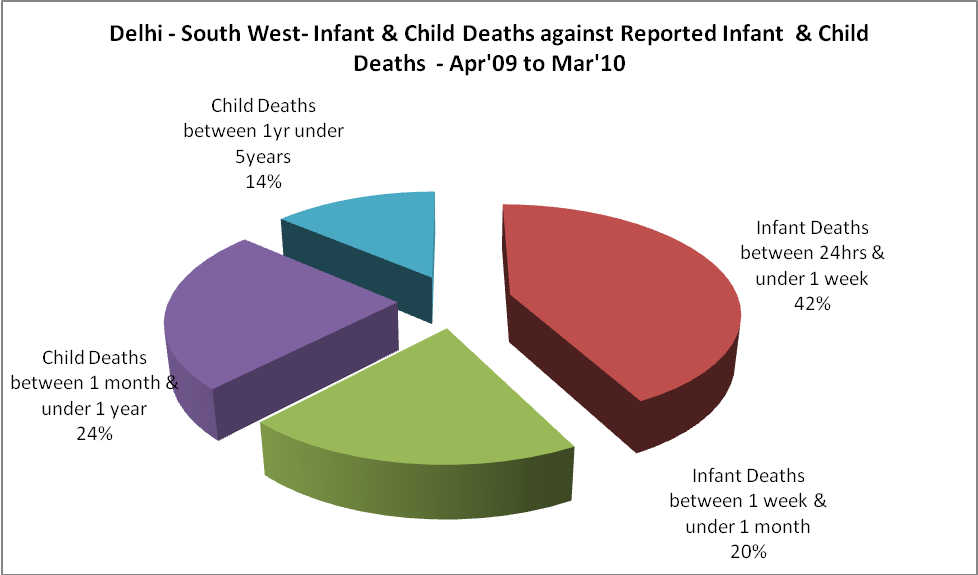 Delhi - South West- Infant & Child Deaths against Reported Infant & Child
Deaths - Apr'09 to Mar'10
Child Deaths
between 1yr under
5years
14%
Infant Deaths
between 24hrs &
under 1 week
42%
Child Deaths
between 1 month &
under 1 year
24%
Infant Deaths
between 1 week &
under 1 month
20%